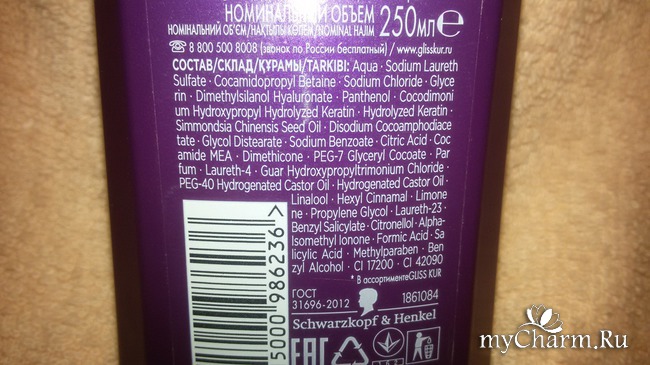 НОМИНАЛЬНЫЙ ОБЪЕМ
НОМІНАЛЬНИЙ ОБ'ЄМ/НАҚТЫЛЫ КӨЛЕМ/NOMINAL HAJIM 250МЛ℮
8 800 500 8008 (звонок по России бесплатный) / www.glisskur.ru
СОСТАВ/СКЛАД/ҚҰРАМЫ/TARKIBI: Aqua · Sodium Laureth
Sulfate · Cocamidopropyl Betaine · Sodium Chloride · Glyce
rin · Dimethylsilanol Hyaluronate · Panthenol · Cocodimoni
um Hydroxypropyl Hydrolyzed Keratin · Hydrolyzed Keratin ·
Simmondsia Chinensis Seed Oil · Disodium Cocoamphodiace
tate · Glycol Distearate · Sodium Benzoate · Citric Acid · Coc
amide MEA · Dimethicone · PEG-7 Glyceryl Cocoate · Par
fum · Laureth-4 · Guar Hydroxypropyltrimonium Chloride ·
PEG-40 Hydrogenated Castor Oil · Hydrogenated Castor Oil ·
Linalool · Hexyl Cinnamal · Limone
ne · Propylene Glycol · Laureth-23 ·
Benzyl Salicylate · Citronellol · Alpha-
Isomethyl Ionone · Formic Acid · Sa
licylic Acid · Methylparaben · Ben
zyl Alcohol · CI 17200 · CI 42090
* В ассортименте GLISS KUR
ГОСТ
31696-2012
1861084
Schwarzkopf & Henkel
5000 986236 >
EAC
myCharm.Ru